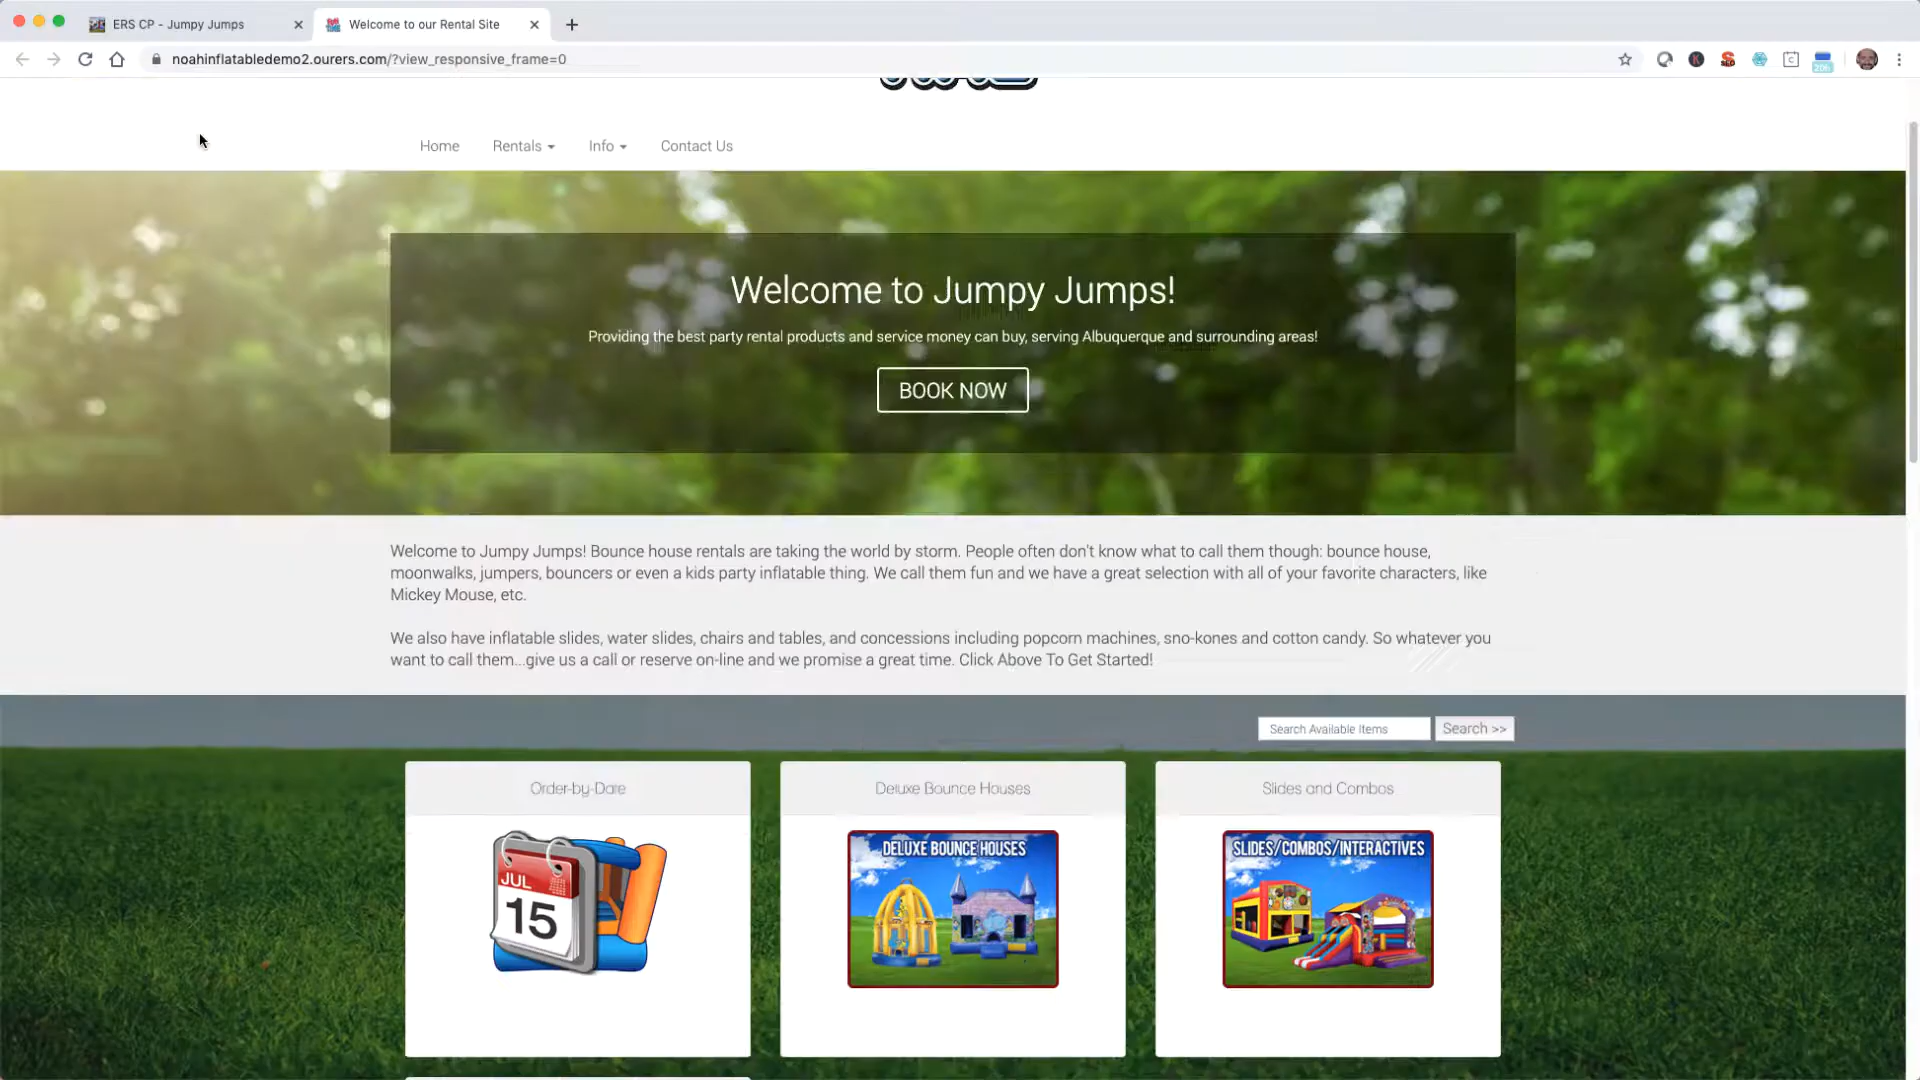 ERS CP - Jumpy Jumps
Welcome to our Rental Site
noahinflatabledemo2.ourers.com/?view_responsive_frame=0
Home
Rentals
Info
Contact Us
Welcome to Jumpy Jumps!
Providing the best party rental products and service money can buy, serving Albuquerque and surrounding areas!
BOOK NOW
Welcome to Jumpy Jumps! Bounce house rentals are taking the world by storm. People often don't know what to call them though: bounce house,
moonwalks, jumpers, bouncers or even a kids party inflatable thing. We call them fun and we have a great selection with all of your favorite characters, like
Mickey Mouse, etc.
We also have inflatable slides, water slides, chairs and tables, and concessions including popcorn machines, sno-kones and cotton candy. So whatever you
want to call them...give us a call or reserve on-line and we promise a great time. Click Above To Get Started!
Search Available Items
Search >>
Order-by-Date
Deluxe Bounce Houses
Slides and Combos
JUL
15
DELUXE BOUNCE HOUSES
SLIDES/COMBOS/INTERACTIVES